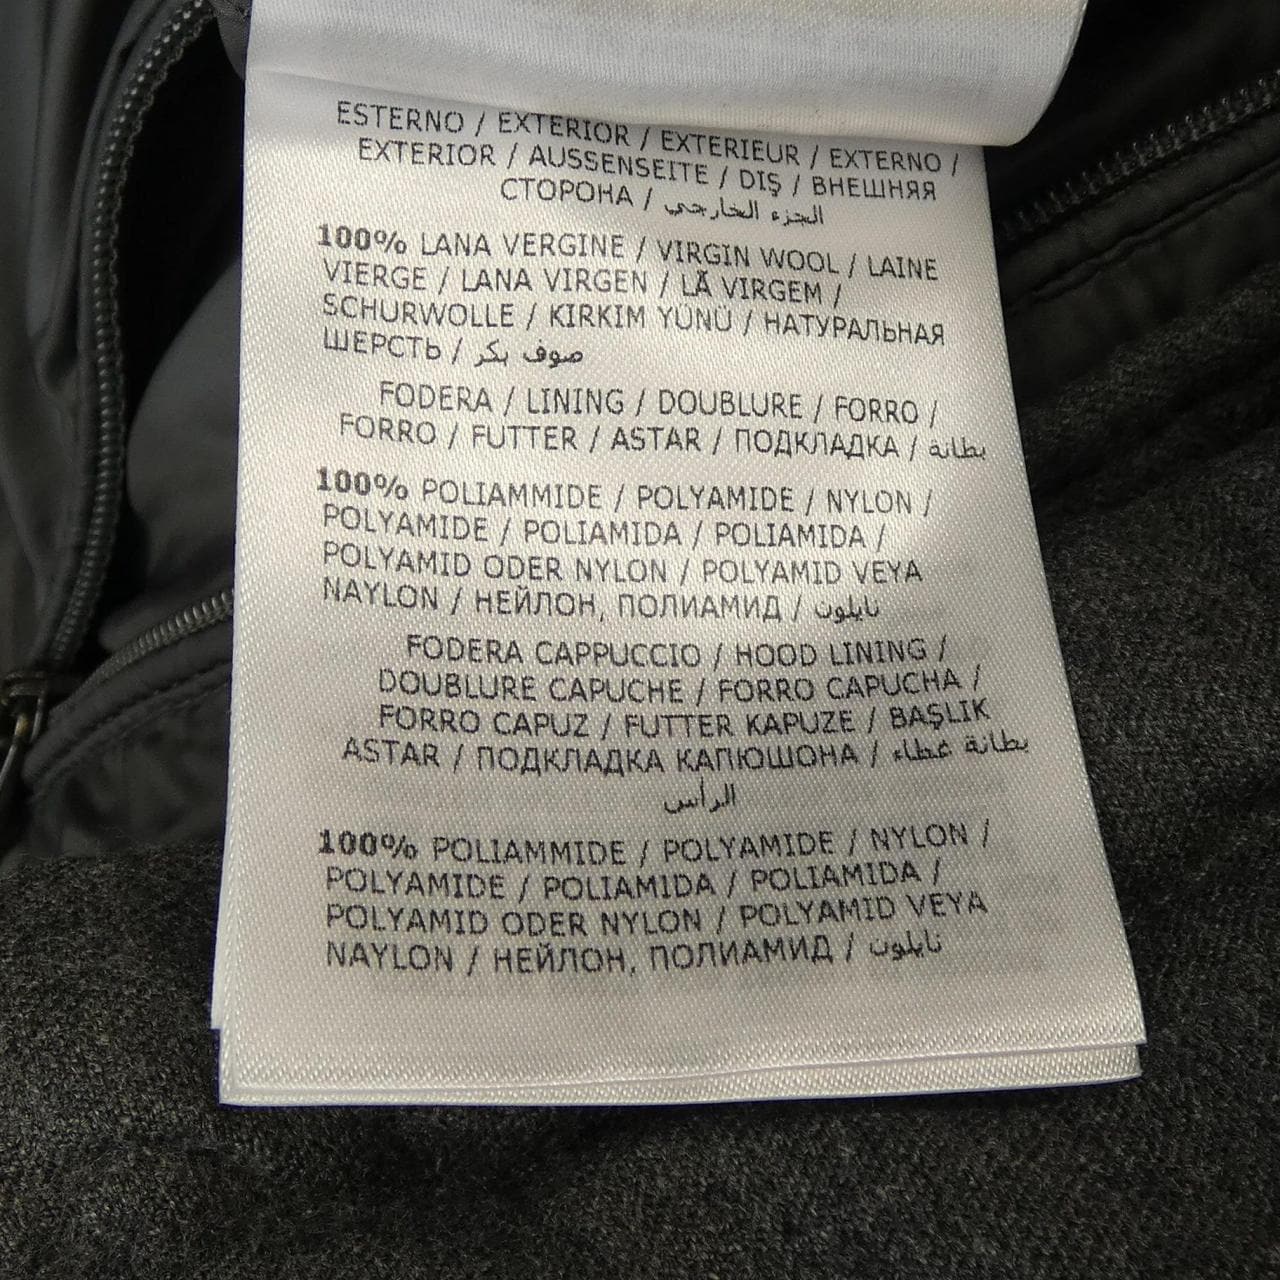 ESTERNO / EXTERIOR / EXTERIEUR / EXTERNO /
EXTERIOR / AUSSENSEITE / DIŞ / ВНЕШНЯЯ
СТОРОНА / الجزء الخارجي
100% LANA VERGINE / VIRGIN WOOL / LAINE
VIERGE / LANA VIRGEN / LÃ VIRGEM /
SCHURWOLLE / KIRKIM YÜNÜ / НАТУРАЛЬНАЯ
ШЕРСТЬ / صوف بكر
FODERA / LINING / DOUBLURE / FORRO /
FORRO / FUTTER / ASTAR / ПОДКЛАДКА / بطانة
100% POLIAMMIDE / POLYAMIDE / NYLON /
POLYAMIDE / POLIAMIDA / POLIAMIDA /
POLYAMID ODER NYLON / POLYAMID VEYA
NAYLON / НЕЙЛОН, ПОЛИАМИД / نايلون
FODERA CAPPUCCIO / HOOD LINING /
DOUBLURE CAPUCHE / FORRO CAPUCHA /
FORRO CAPUZ / FUTTER KAPUZE / BAŞLIK
ASTAR / ПОДКЛАДКА КАПЮШОНА / بطانة غطاء
الرأس
100% POLIAMMIDE / POLYAMIDE / NYLON /
POLYAMIDE / POLIAMIDA / POLIAMIDA /
POLYAMID ODER NYLON / POLYAMID VEYA
NAYLON / НЕЙЛОН, ПОЛИАМИД / نايلون